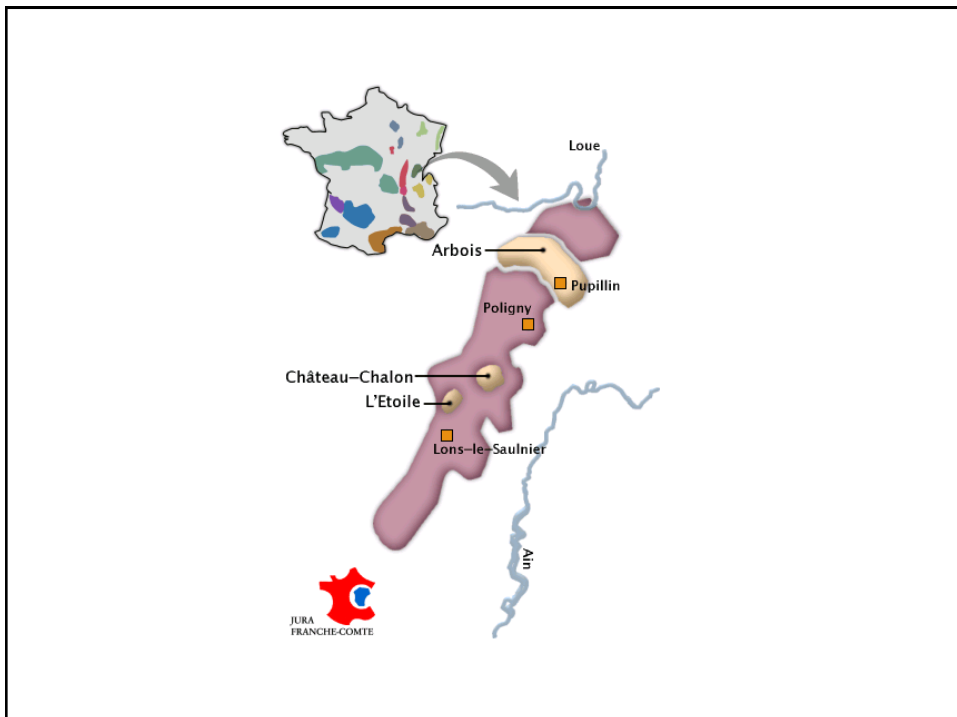 Loue
Arbois
Pupillin
Poligny
Château–Chalon
L'Etoile
Lons–le–Saulnier
Ain
JURA
FRANCHE-COMTE